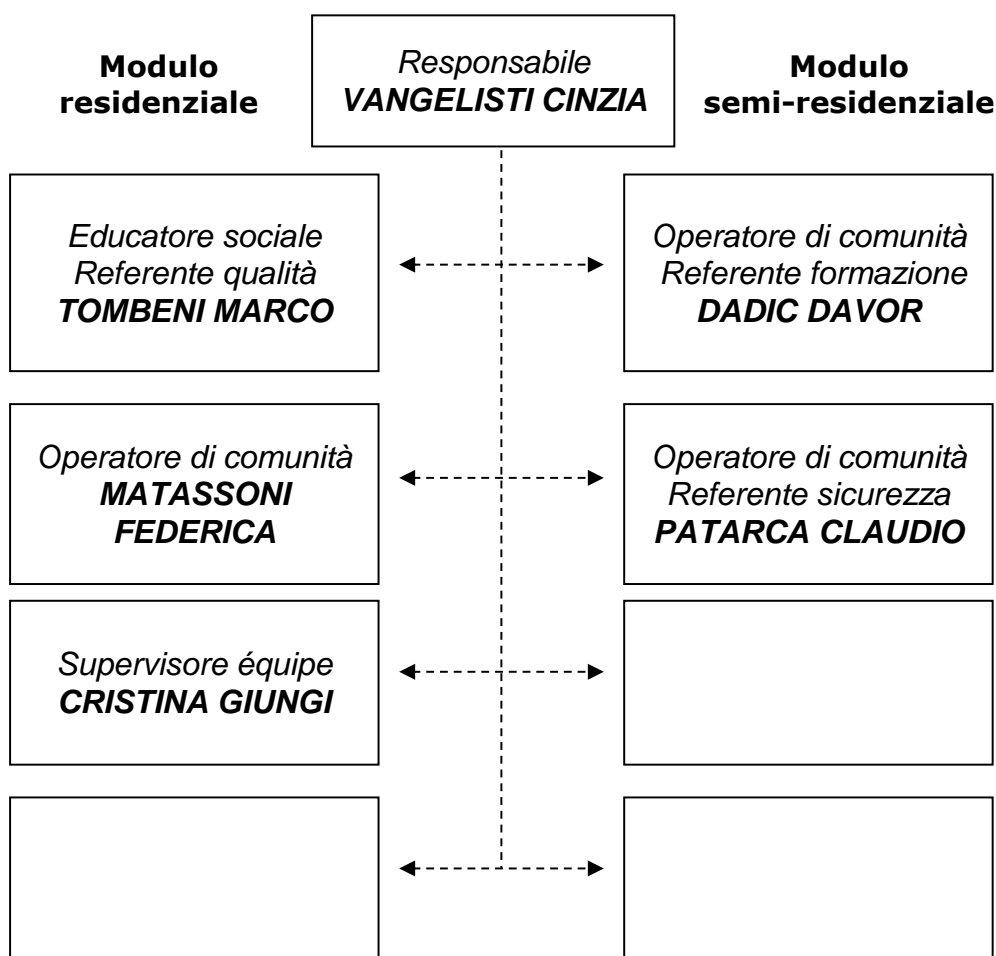 Modulo
residenziale
Responsabile
VANGELISTI CINZIA
Modulo
semi-residenziale
Educatore sociale
Referente qualità
TOMBENI MARCO
Operatore di comunità
Referente formazione
DADIC DAVOR
Operatore di comunità
MATASSONI
FEDERICA
Operatore di comunità
Referente sicurezza
PATARCA CLAUDIO
Supervisore équipe
CRISTINA GIUNGI